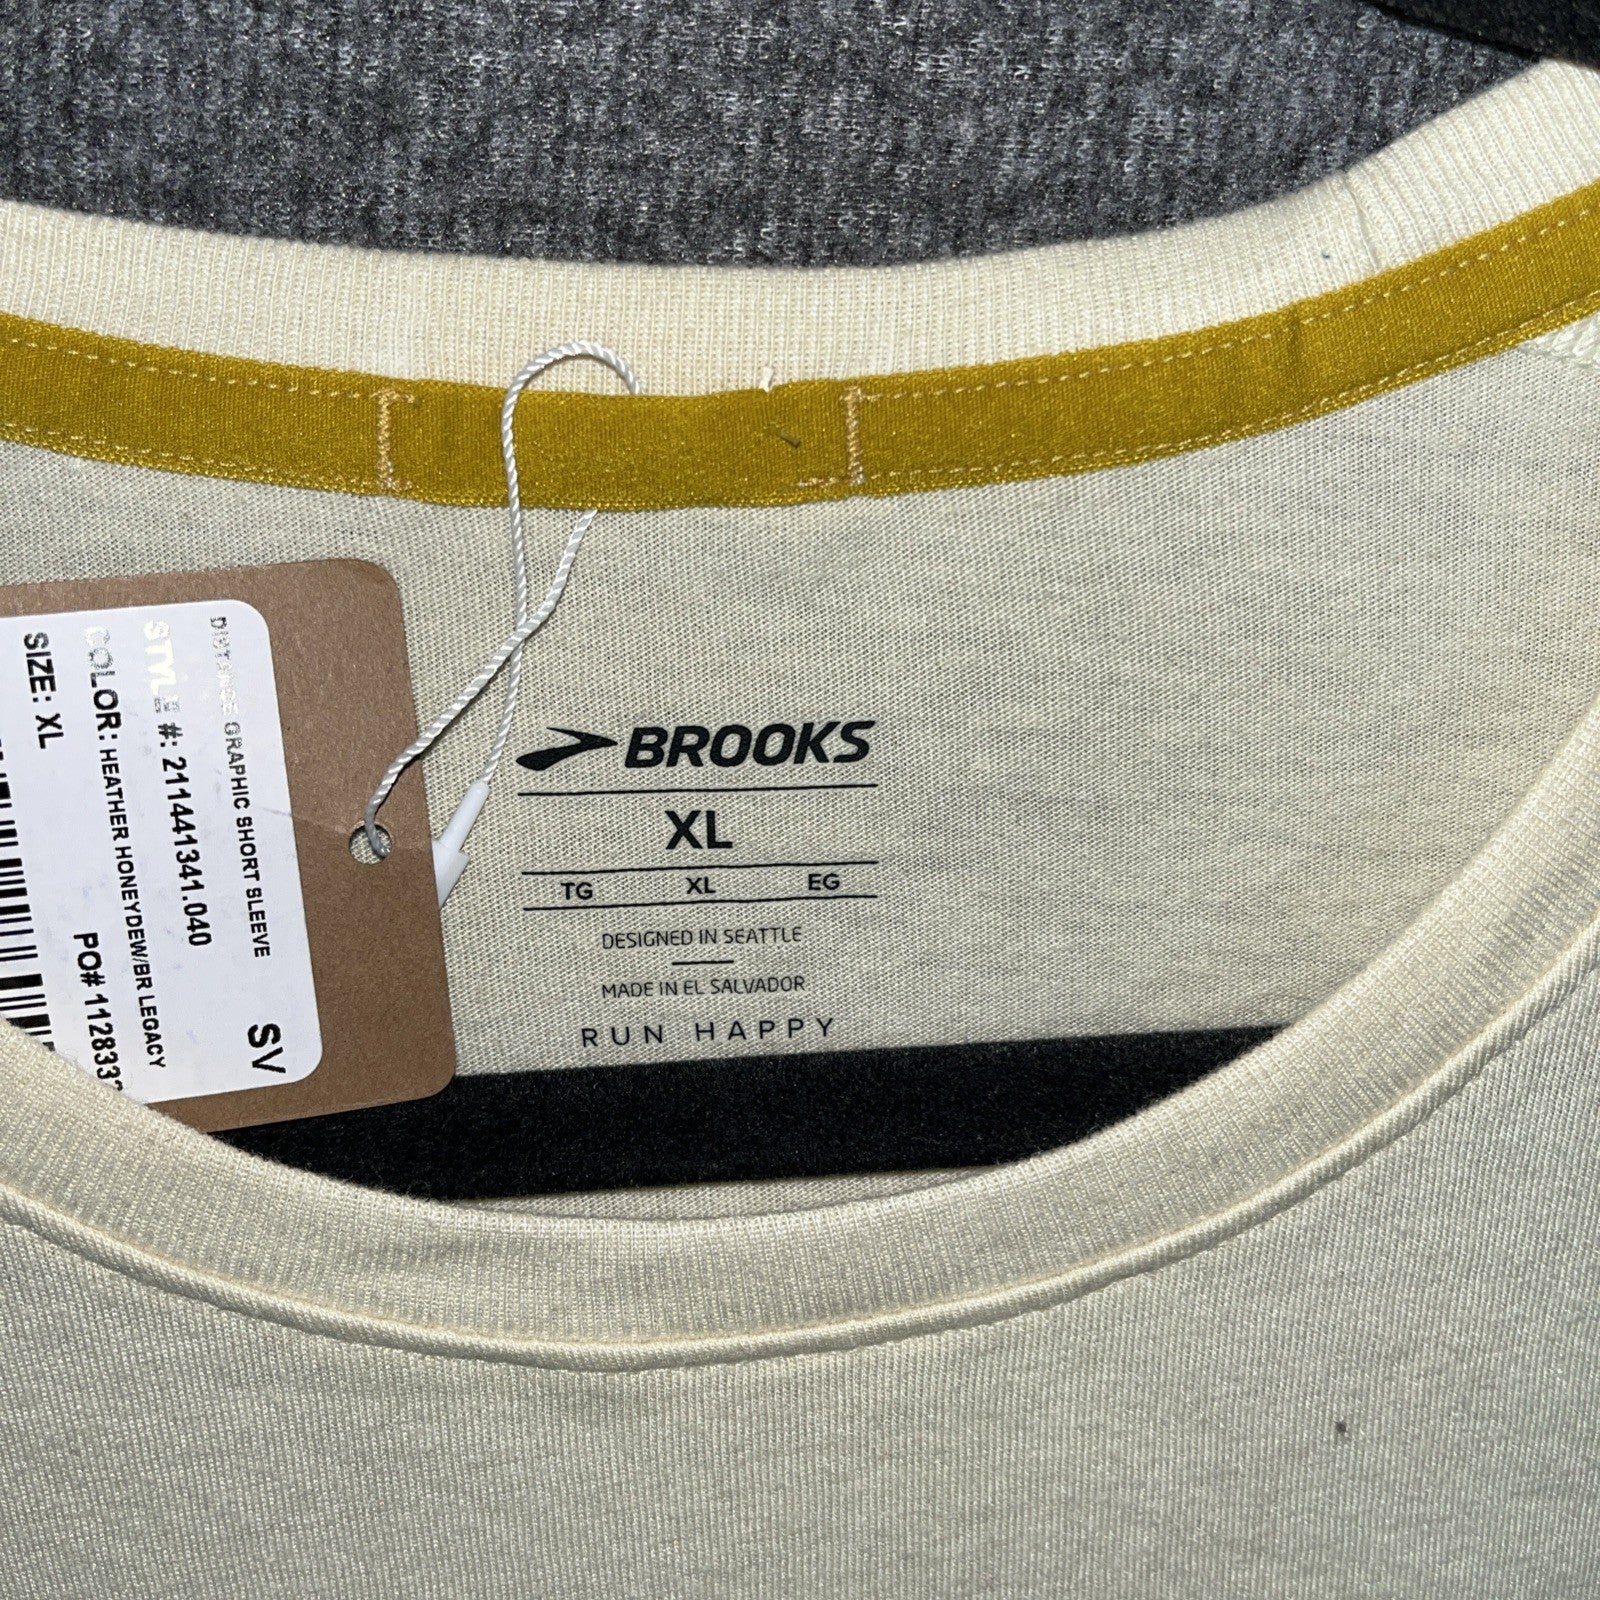 BROOKS
XL
TG XL EG
DESIGNED IN SEATTLE
MADE IN EL SALVADOR
RUN HAPPY
DISTANCE GRAPHIC SHORT SLEEVE SV
STYLE #: 211441341.040
COLOR: HEATHER HONEYDEW/BR LEGACY
SIZE: XL PO#